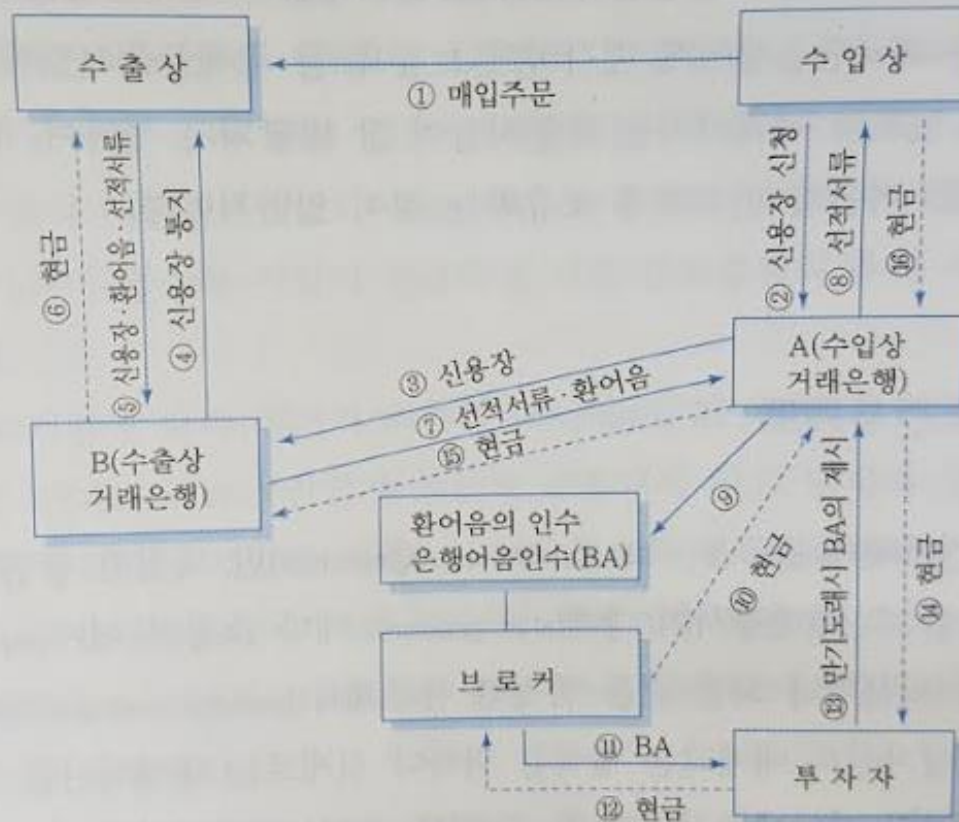 수 출 상
수 입 상
① 매입주문
⑥ 현금
⑤ 신용장·환어음·선적서류
④ 신용장 통지
② 신용장 신청
⑧ 선적서류
⑯ 현금
A(수입상
거래은행)
③ 신용장
⑦ 선적서류·환어음
⑮ 현금
B(수출상
거래은행)
⑨
환어음의 인수
은행어음인수(BA)
⑩ 현금
⑬ 만기도래시 BA의 제시
⑭ 현금
브 로 커
⑪ BA
⑫ 현금
투 자 자